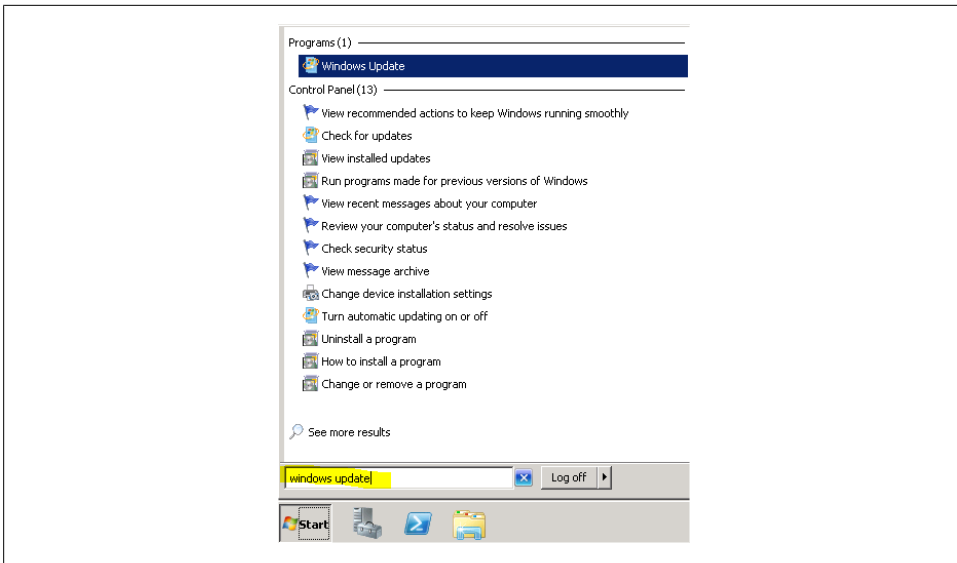 Programs (1)
Windows Update
Control Panel (13)
View recommended actions to keep Windows running smoothly
Check for updates
View installed updates
Run programs made for previous versions of Windows
View recent messages about your computer
Review your computer's status and resolve issues
Check security status
View message archive
Change device installation settings
Turn automatic updating on or off
Uninstall a program
How to install a program
Change or remove a program
See more results
windows update
Log off
Start